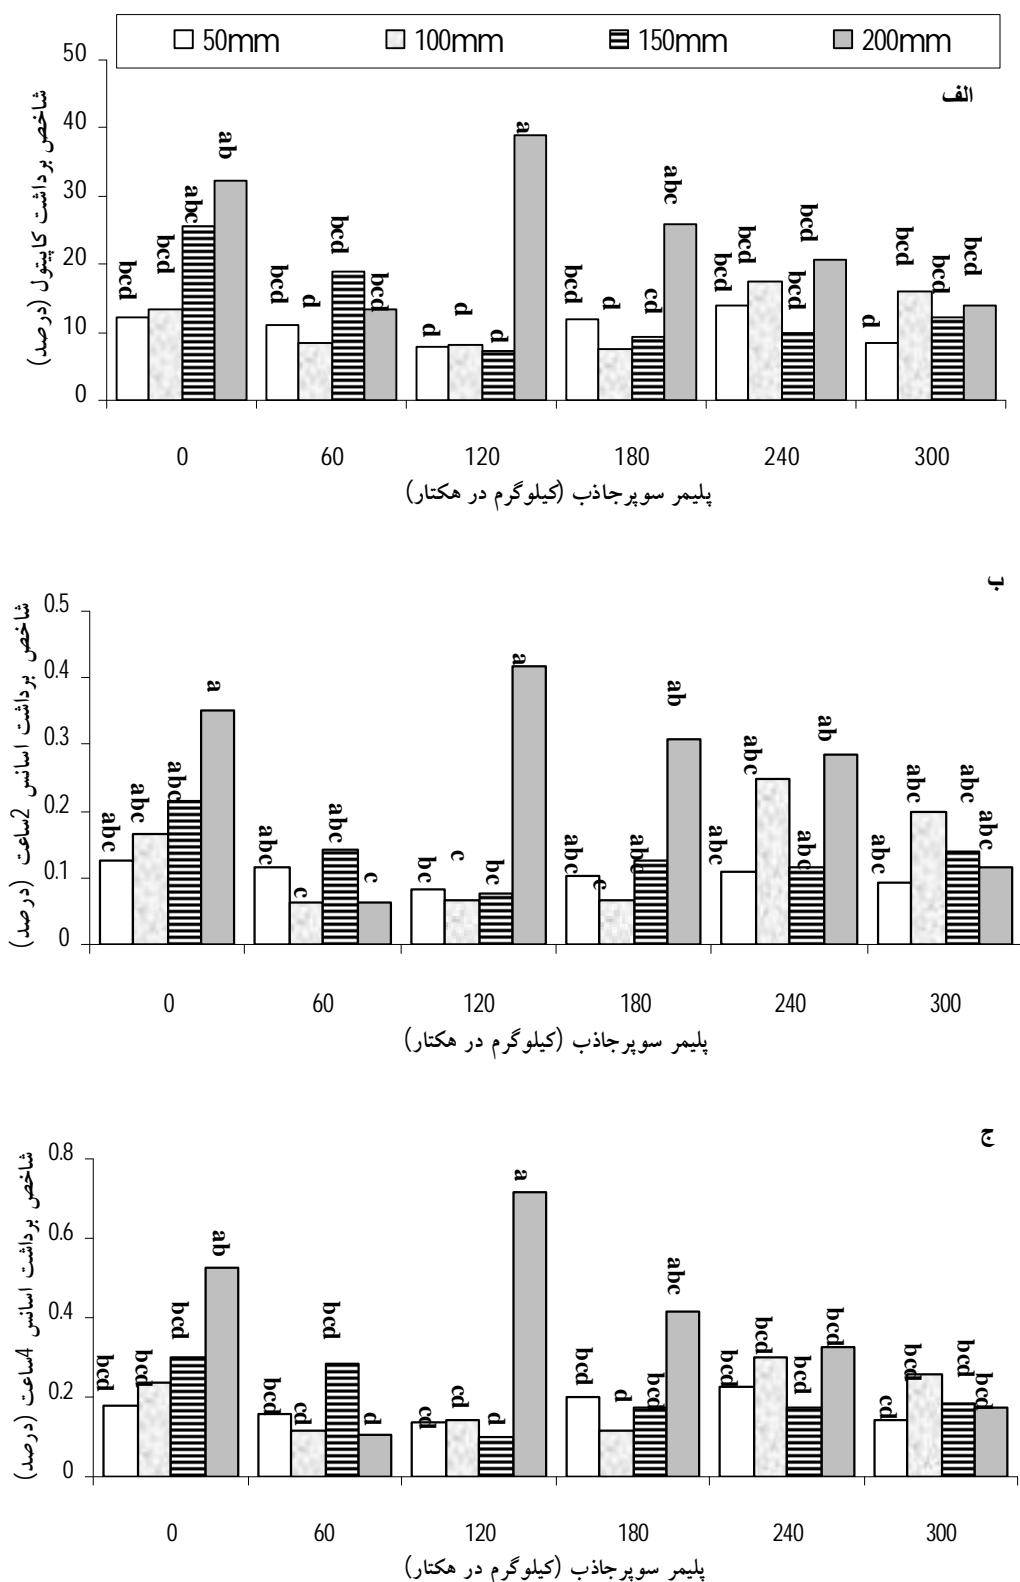 50mm 100mm 150mm 200mm
الف
شاخص برداشت کاپیتول (درصد)
50
40
30
20
10
0
bcd bcd abc ab bcd d bcd bcd d d d a bcd d cd abc bcd bcd bcd bcd d bcd bcd bcd
0 60 120 180 240 300
پلیمر سوپرجاذب (کیلوگرم در هکتار)
ب
شاخص برداشت اسانس 2ساعت (درصد)
0.5
0.4
0.3
0.2
0.1
0
abc abc abc a abc c abc c bc c bc a abc c abc ab abc abc abc ab abc abc abc abc
0 60 120 180 240 300
پلیمر سوپرجاذب (کیلوگرم در هکتار)
ج
شاخص برداشت اسانس 4ساعت (درصد)
0.8
0.6
0.4
0.2
0
bcd bcd bcd ab bcd cd bcd d cd cd d a bcd d bcd abc bcd bcd bcd bcd cd bcd bcd bcd
0 60 120 180 240 300
پلیمر سوپرجاذب (کیلوگرم در هکتار)